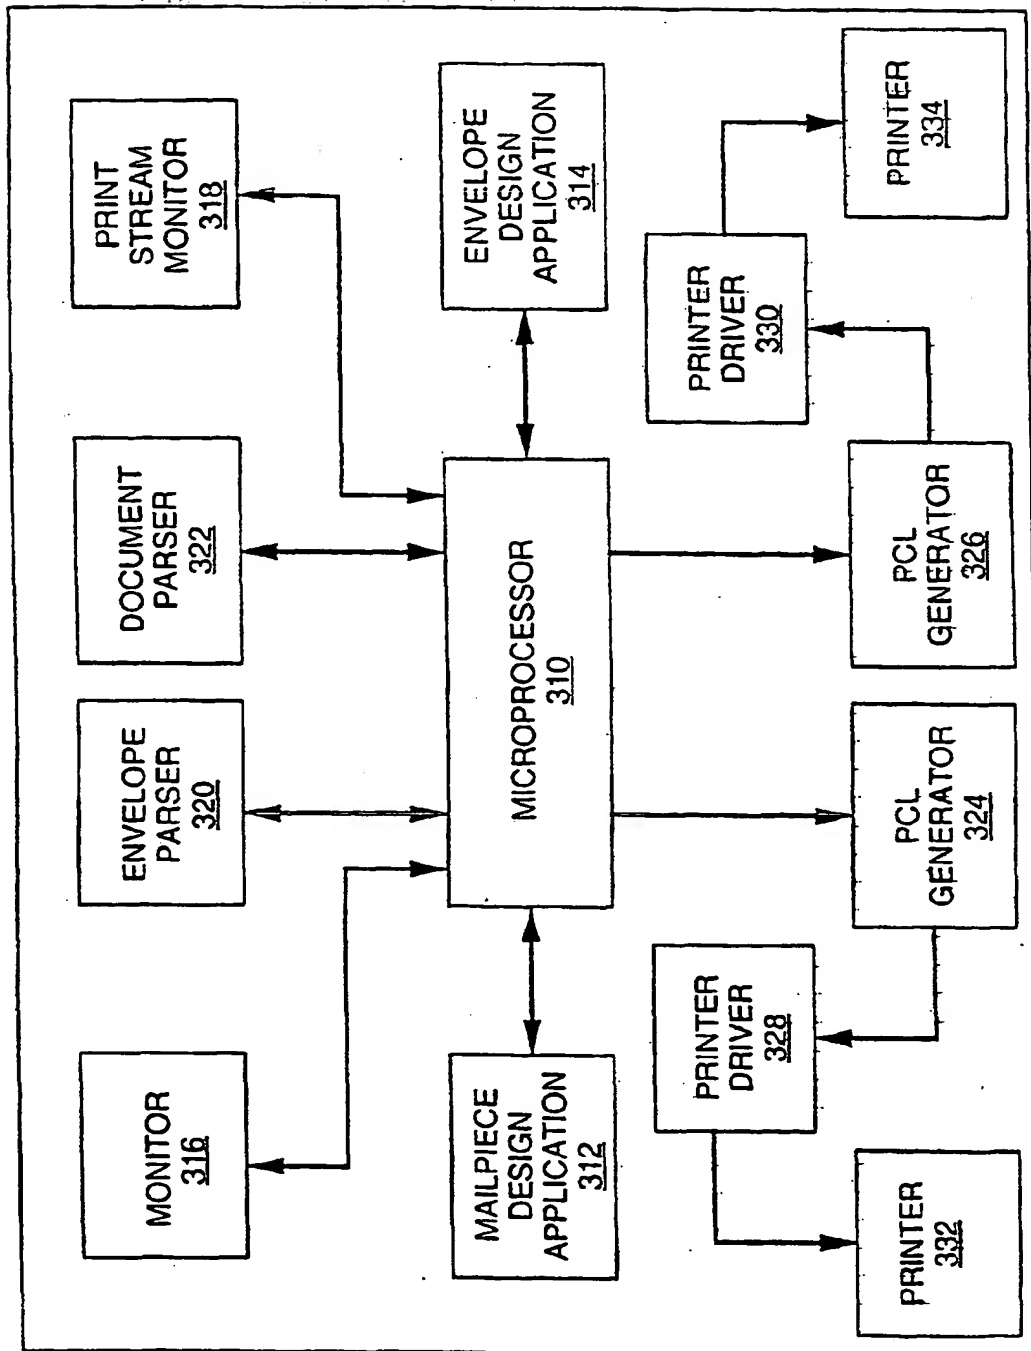 MONITOR
316
ENVELOPE
PARSER
320
DOCUMENT
PARSER
322
PRINT
STREAM
MONITOR
318
MAILPIECE
DESIGN
APPLICATION
312
MICROPROCESSOR
310
ENVELOPE
DESIGN
APPLICATION
314
PRINTER
DRIVER
328
PRINTER
DRIVER
330
PRINTER
332
PCL
GENERATOR
324
PCL
GENERATOR
326
PRINTER
334